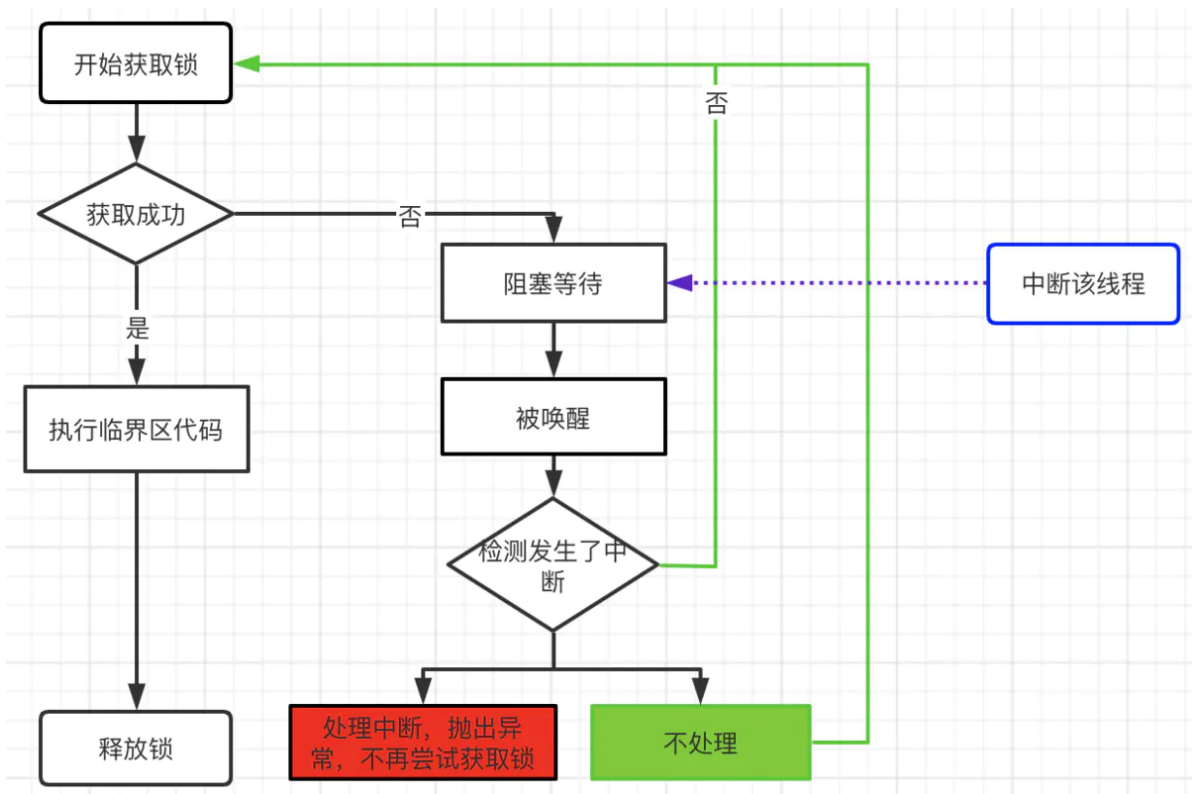 开始获取锁
否
获取成功
否
阻塞等待
中断该线程
是
被唤醒
执行临界区代码
检测发生了中
断
处理中断，抛出异
常，不再尝试获取锁
不处理
释放锁